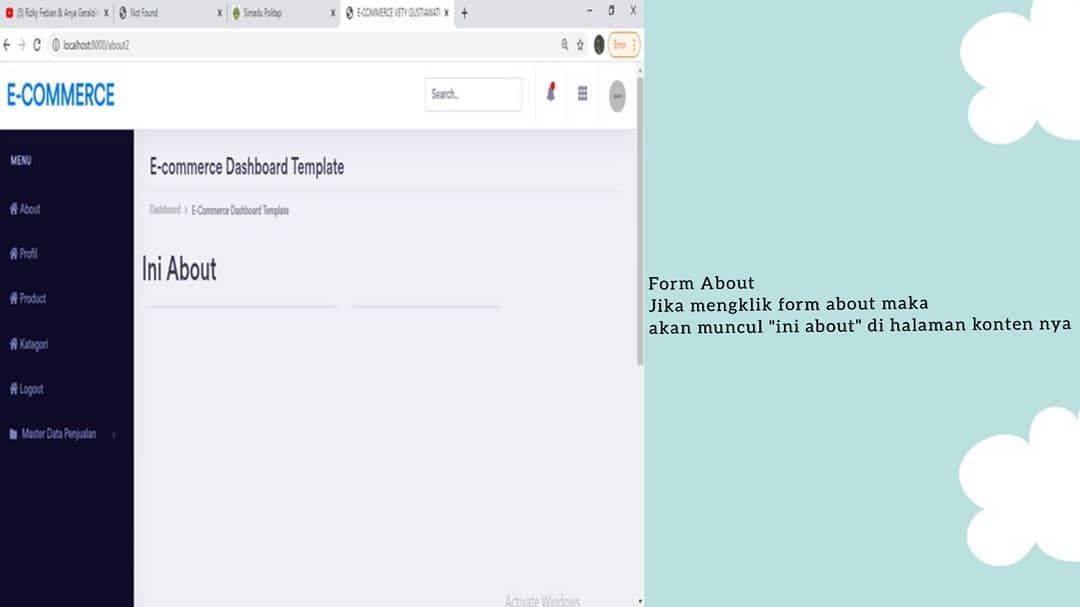 (5) Rizky Febian & Anya Geraldi
Not Found
Simadu Politap
E-COMMERCE VETY GUSTIAWATI
localhost:8000/about2
Error
E-COMMERCE
Search..
MENU
About
Profil
Product
Kategori
Logout
Master Data Penjualan
E-commerce Dashboard Template
Dashboard > E-Commerce Dashboard Template
Ini About
Activate Windows
Form About
Jika mengklik form about maka
akan muncul "ini about" di halaman konten nya